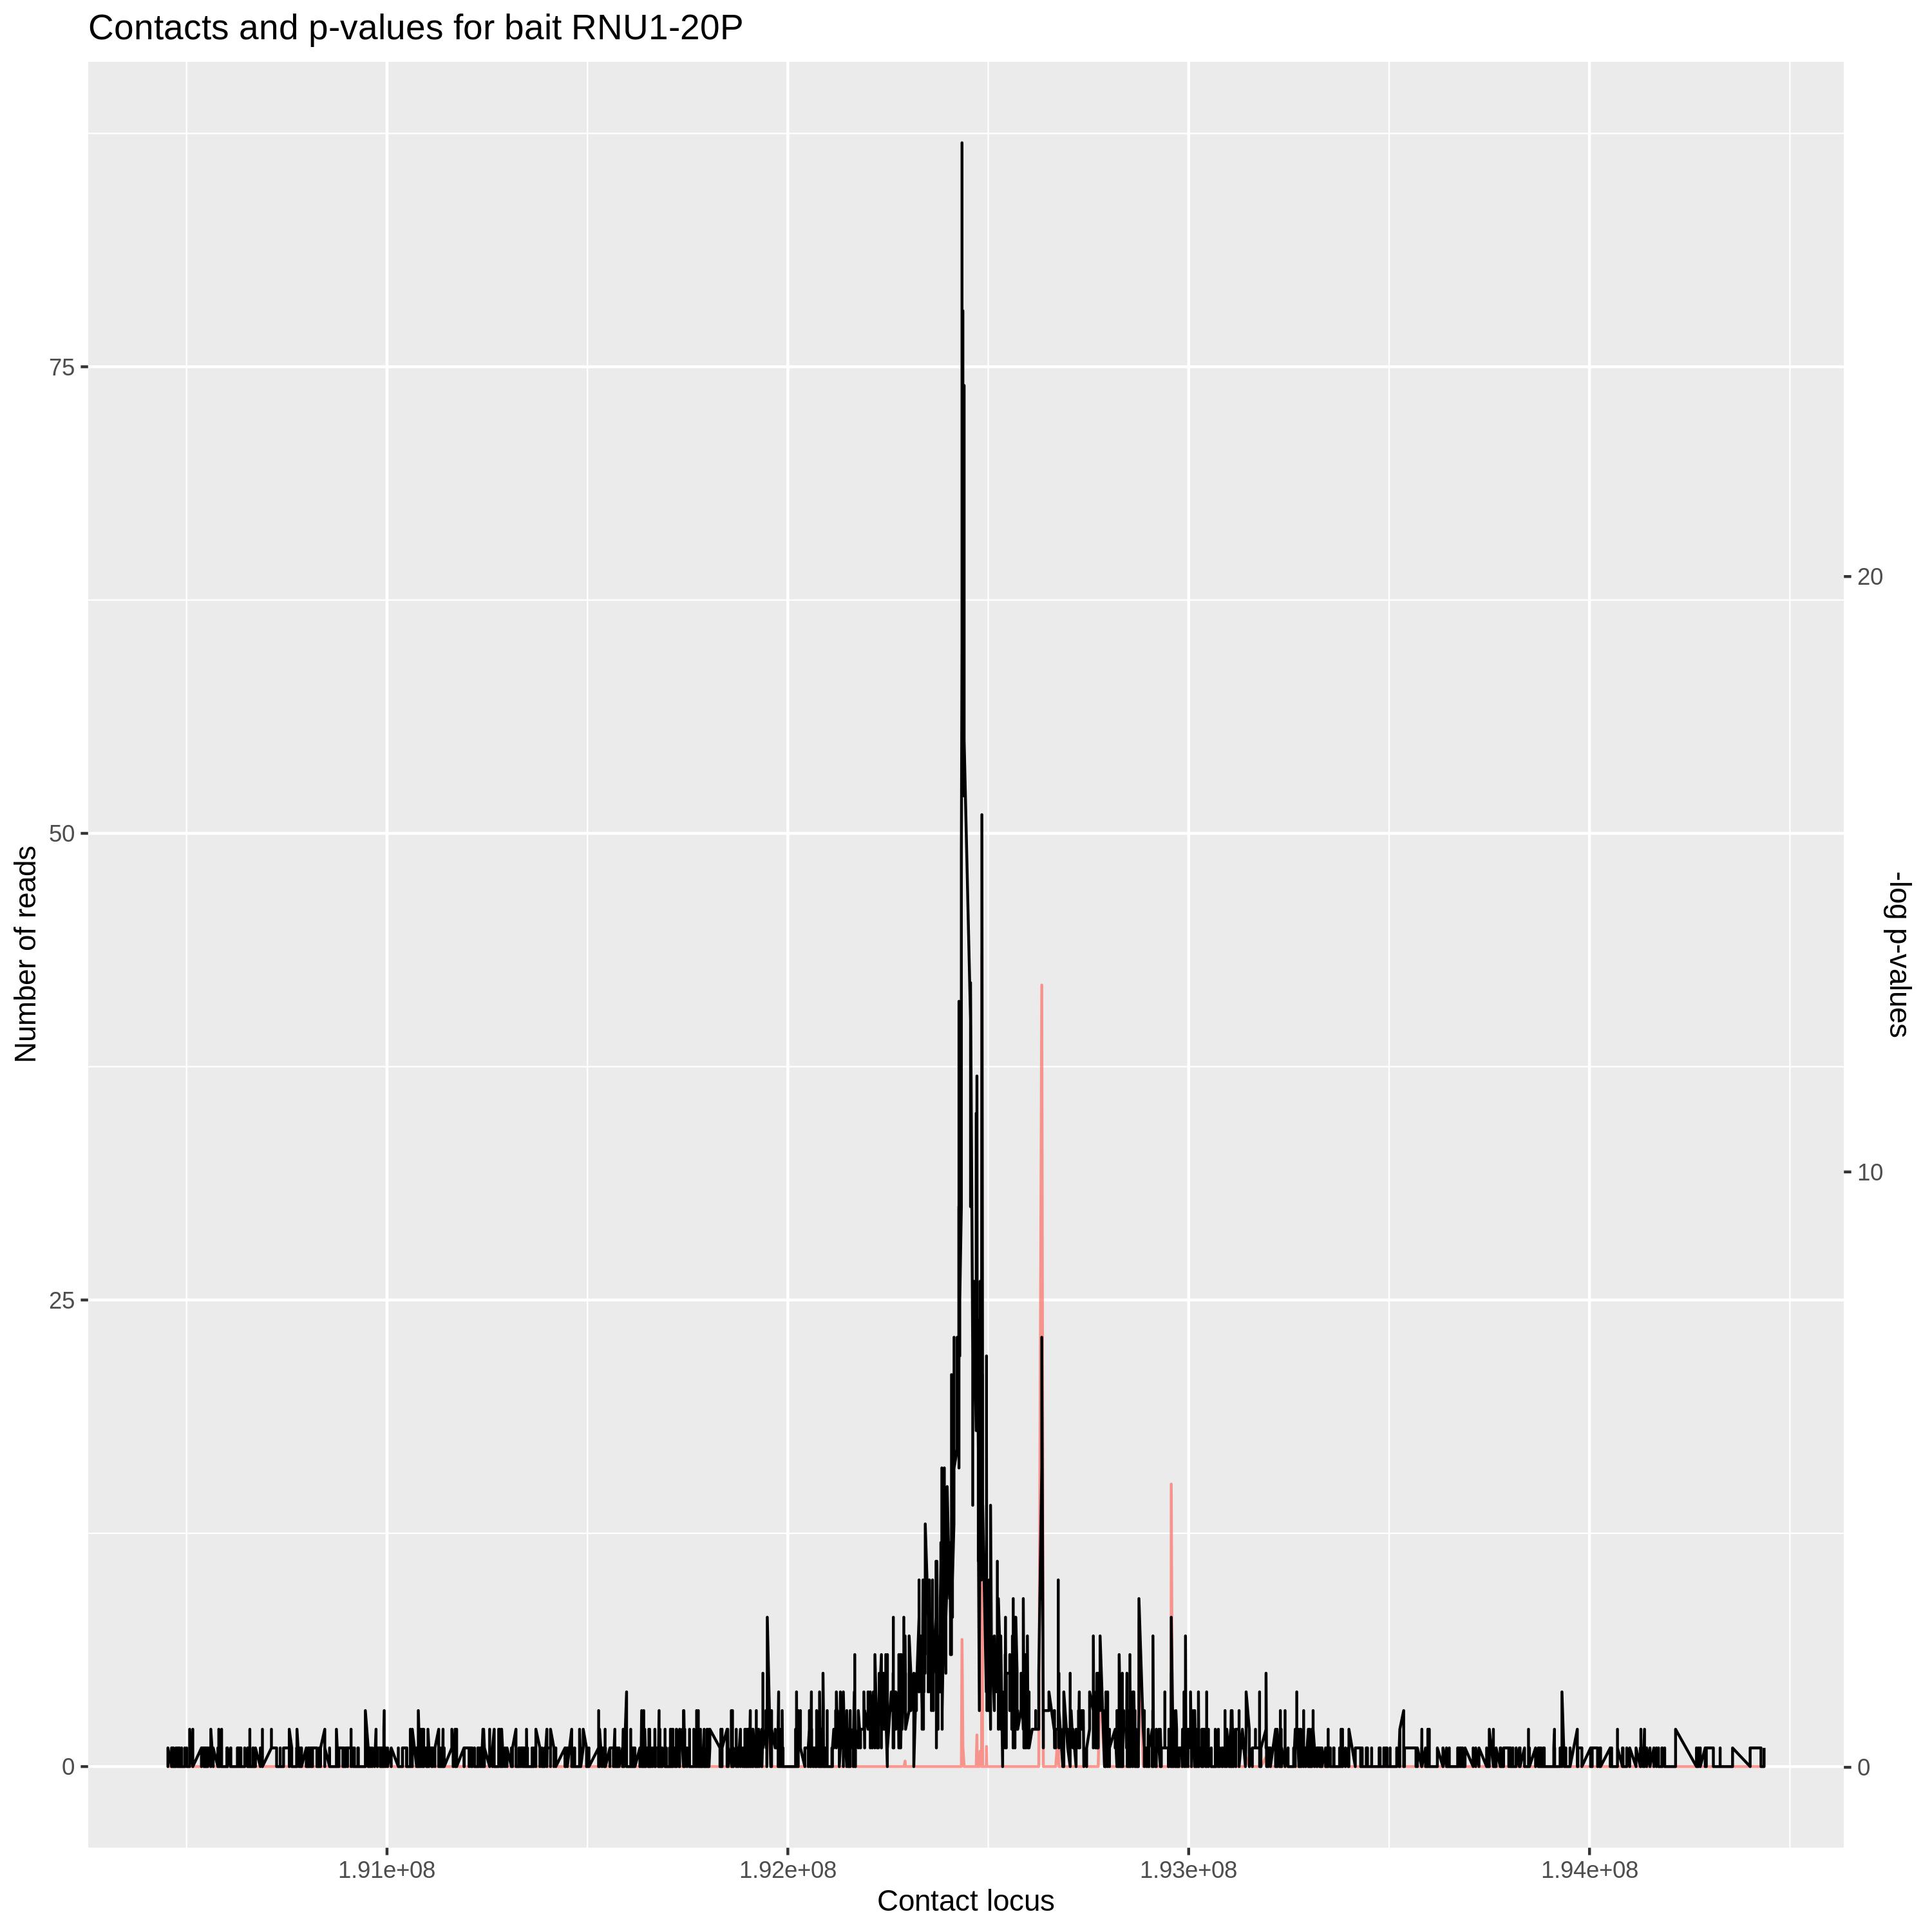 Contacts and p-values for bait RNU1-20P
75
50
25
0
Number of reads
20
10
0
-log p-values
1.91e+08
1.92e+08
1.93e+08
1.94e+08
Contact locus